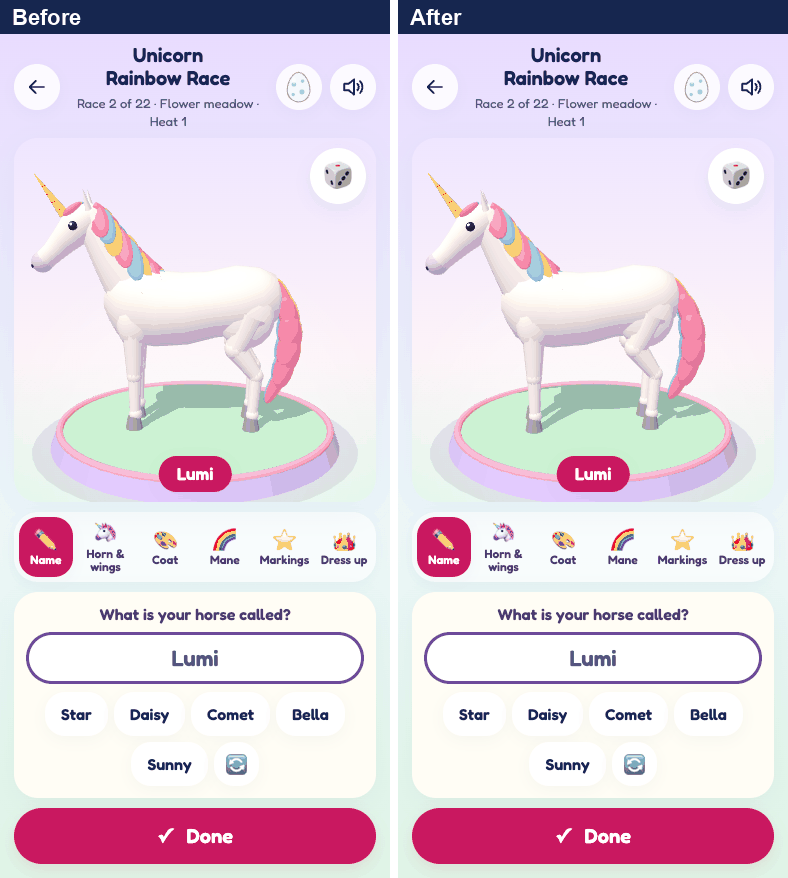 Before
Unicorn
Rainbow Race
Race 2 of 22 · Flower meadow ·
Heat 1
Lumi
Name
Horn &
wings
Coat
Mane
Markings
Dress up
What is your horse called?
Lumi
Star
Daisy
Comet
Bella
Sunny
✓ Done
After
Unicorn
Rainbow Race
Race 2 of 22 · Flower meadow ·
Heat 1
Lumi
Name
Horn &
wings
Coat
Mane
Markings
Dress up
What is your horse called?
Lumi
Star
Daisy
Comet
Bella
Sunny
✓ Done